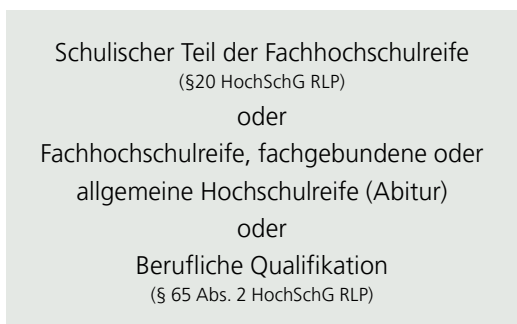 Schulischer Teil der Fachhochschulreife
(§20 HochSchG RLP)
oder
Fachhochschulreife, fachgebundene oder
allgemeine Hochschulreife (Abitur)
oder
Berufliche Qualifikation
(§ 65 Abs. 2 HochSchG RLP)